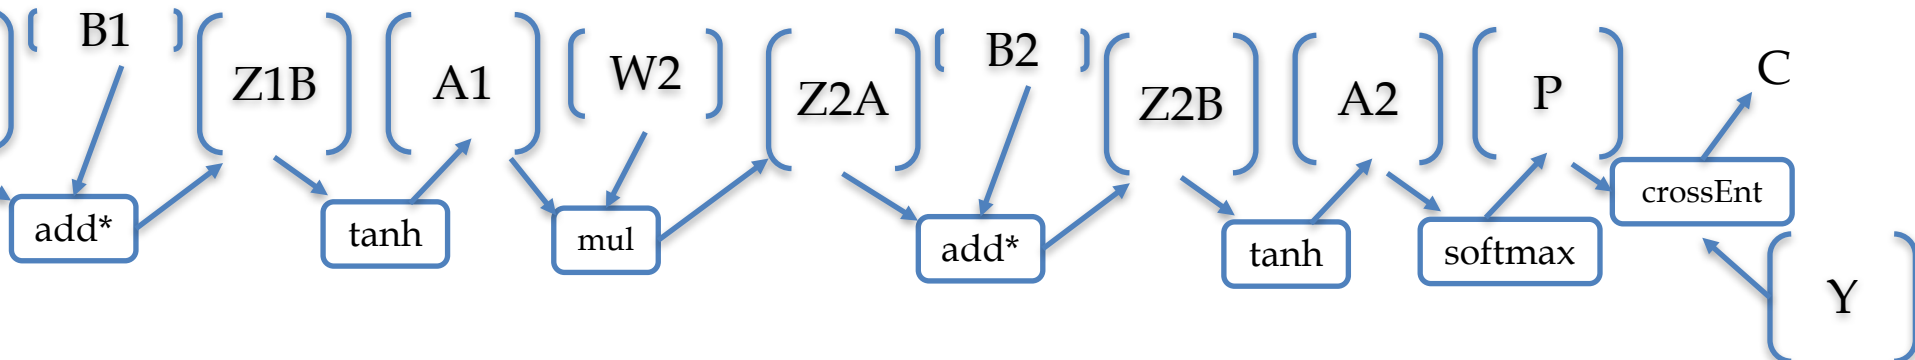 B1
Z1B
A1
W2
Z2A
B2
Z2B
A2
P
C
add*
tanh
mul
add*
tanh
softmax
crossEnt
Y